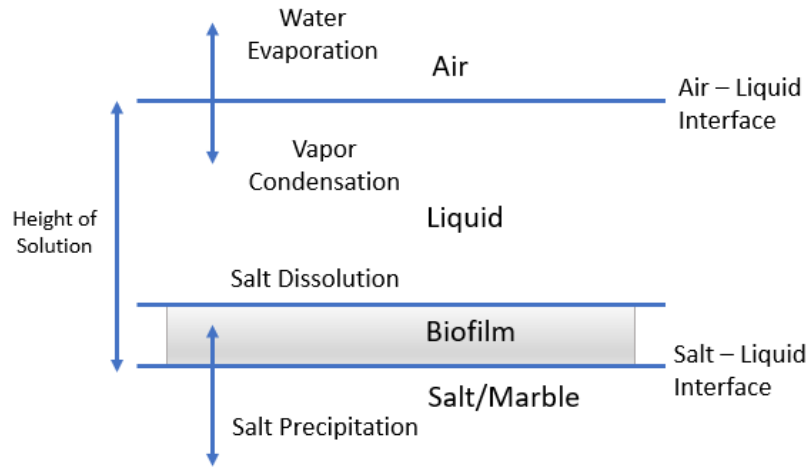 Water
Evaporation
Air
Air – Liquid
Interface
Vapor
Condensation
Height of
Solution
Liquid
Salt Dissolution
Biofilm
Salt – Liquid
Interface
Salt/Marble
Salt Precipitation